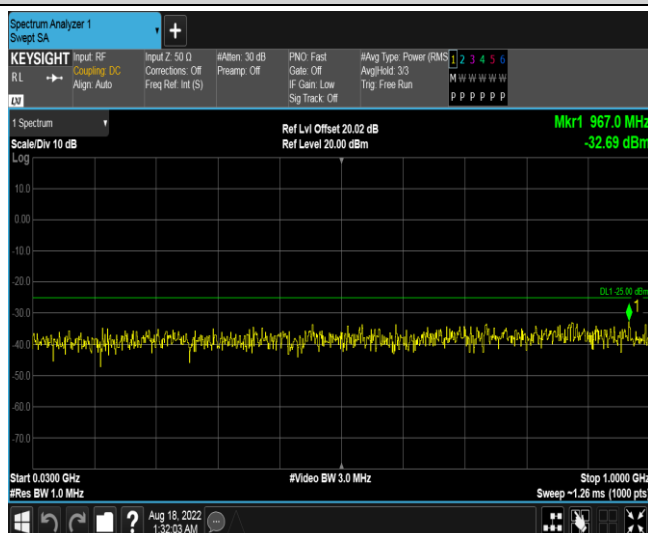 Spectrum Analyzer 1
Swept SA
+
KEYSIGHT
RL
LXI
Input: RF
Coupling: DC
Align: Auto
Input Z: 50 Ω
Corrections: Off
Freq Ref: Int (S)
#Atten: 30 dB
Preamp: Off
PNO: Fast
Gate: Off
IF Gain: Low
Sig Track: Off
#Avg Type: Power (RMS
Avg|Hold: 3/3
Trig: Free Run
1 2 3 4 5 6
M W W W W W
P P P P P P
1 Spectrum
Scale/Div 10 dB
Log
Ref Lvl Offset 20.02 dB
Ref Level 20.00 dBm
Mkr1 967.0 MHz
-32.69 dBm
10.0
0.00
-10.0
-20.0
DL1 -25.00 dBm
1
-30.0
-40.0
-50.0
-60.0
-70.0
Start 0.0300 GHz
#Res BW 1.0 MHz
#Video BW 3.0 MHz
Stop 1.0000 GHz
Sweep ~1.26 ms (1000 pts)
?
Aug 18, 2022
1:32:03 AM